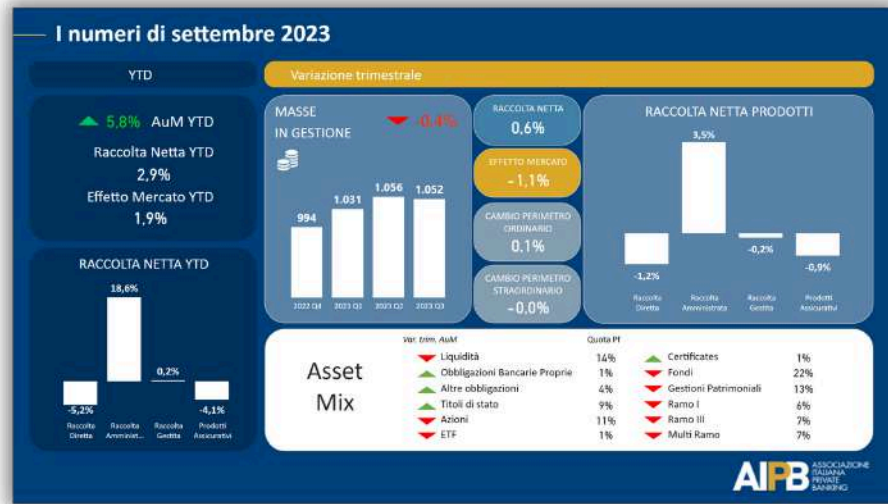 I numeri di settembre 2023
YTD
5,8% AuM YTD
Raccolta Netta YTD
2,9%
Effetto Mercato YTD
1,9%
RACCOLTA NETTA YTD
18,6%
0,2%
-5,2%
-4,1%
Raccolta Diretta
Raccolta Amminist...
Raccolta Gestita
Prodotti Assicurativi
Variazione trimestrale
MASSE
IN GESTIONE
-0,4%
994
1.031
1.056
1.052
2022 Q4
2023 Q1
2023 Q2
2023 Q3
RACCOLTA NETTA
0,6%
EFFETTO MERCATO
-1,1%
CAMBIO PERIMETRO
ORDINARIO
0,1%
CAMBIO PERIMETRO
STRAORDINARIO
-0,0%
RACCOLTA NETTA PRODOTTI
3,5%
-1,2%
-0,2%
-0,9%
Raccolta Diretta
Raccolta Amministrata
Raccolta Gestita
Prodotti Assicurativi
Asset
Mix
Var. trim. AuM
Quota Pf
Liquidità 14%
Obbligazioni Bancarie Proprie 1%
Altre obbligazioni 4%
Titoli di stato 9%
Azioni 11%
ETF 1%
Certificates 1%
Fondi 22%
Gestioni Patrimoniali 13%
Ramo I 6%
Ramo III 7%
Multi Ramo 7%
AIPB
ASSOCIAZIONE
ITALIANA
PRIVATE
BANKING